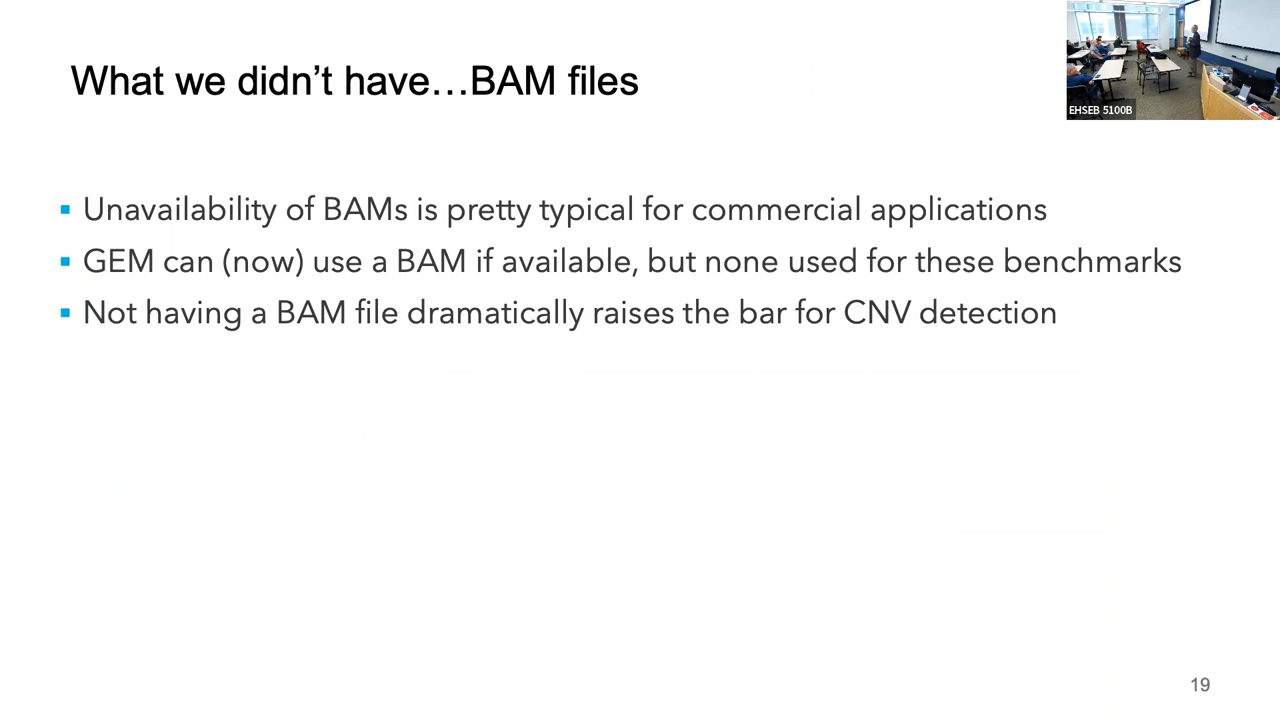 What we didn't have…BAM files
EHSEB 5100B
▪ Unavailability of BAMs is pretty typical for commercial applications
▪ GEM can (now) use a BAM if available, but none used for these benchmarks
▪ Not having a BAM file dramatically raises the bar for CNV detection
19